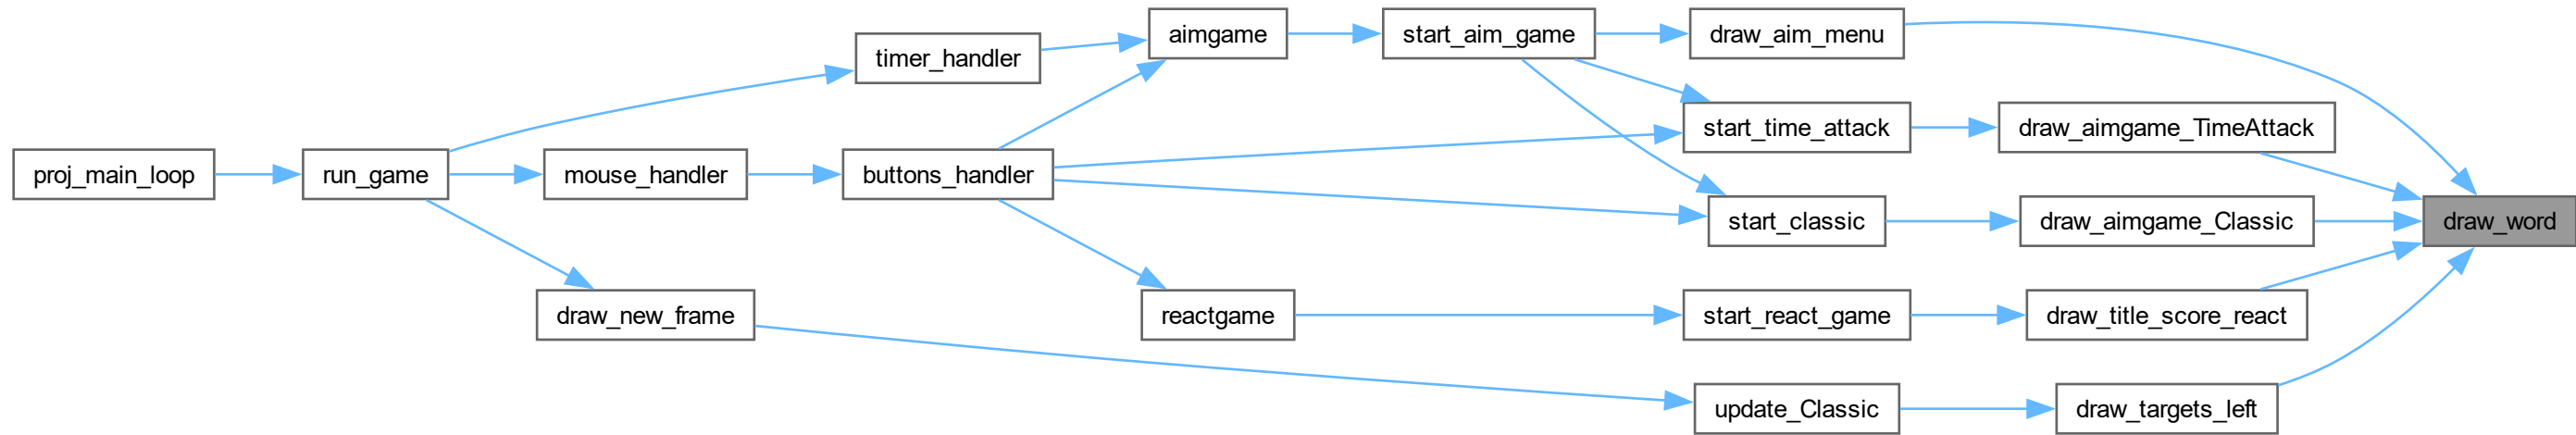 proj_main_loop
run_game
timer_handler
mouse_handler
draw_new_frame
buttons_handler
aimgame
reactgame
start_aim_game
draw_aim_menu
start_time_attack
start_classic
start_react_game
update_Classic
draw_aimgame_TimeAttack
draw_aimgame_Classic
draw_title_score_react
draw_targets_left
draw_word